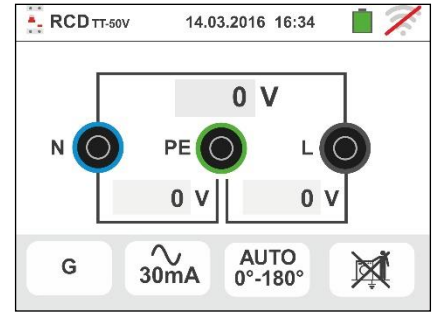 RCD TT-50V 14.03.2016 16:34
0 V
N PE L
0 V 0 V
G 30mA AUTO
0°-180°